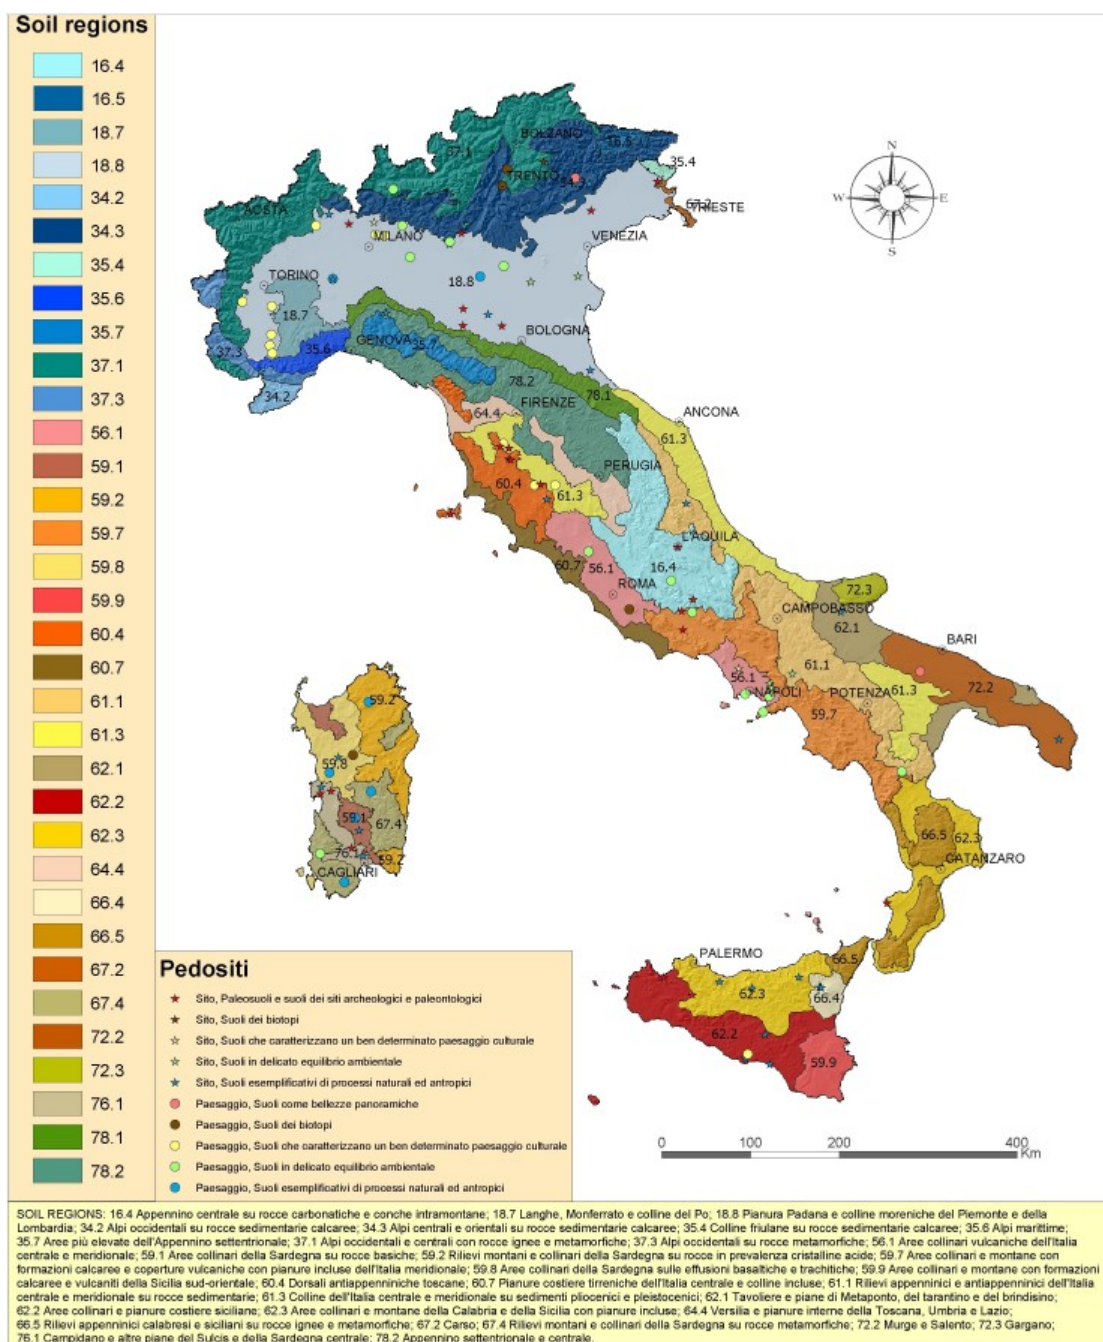 Soil regions
16.4
16.5
18.7
18.8
34.2
34.3
35.4
35.6
35.7
37.1
37.3
56.1
59.1
59.2
59.7
59.8
59.9
60.4
60.7
61.1
61.3
62.1
62.2
62.3
64.4
66.4
66.5
67.2
67.4
72.2
72.3
76.1
78.1
78.2
BOLZANO
16.5
37.1
TRENTO
34.3
35.4
67.2
TRIESTE
AOSTA
MILANO
VENEZIA
TORINO
18.8
18.7
BOLOGNA
GENOVA
35.7
35.6
37.3
34.2
78.2
78.1
FIRENZE
64.4
ANCONA
61.3
PERUGIA
60.4
61.3
L'AQUILA
16.4
60.7
56.1
ROMA
72.3
CAMPOBASSO
62.1
BARI
61.1
56.1
NAPOLI
POTENZA
61.3
72.2
59.7
59.2
59.8
59.1
67.4
76.1
59.2
CAGLIARI
66.5
62.3
CATANZARO
PALERMO
66.5
62.3
66.4
62.2
59.9
N
W
E
S
0
100
200
400
Km
Pedositi
Sito, Paleosuoli e suoli dei siti archeologici e paleontologici
Sito, Suoli dei biotopi
Sito, Suoli che caratterizzano un ben determinato paesaggio culturale
Sito, Suoli in delicato equilibrio ambientale
Sito, Suoli esemplificativi di processi naturali ed antropici
Paesaggio, Suoli come bellezze panoramiche
Paesaggio, Suoli dei biotopi
Paesaggio, Suoli che caratterizzano un ben determinato paesaggio culturale
Paesaggio, Suoli in delicato equilibrio ambientale
Paesaggio, Suoli esemplificativi di processi naturali ed antropici
SOIL REGIONS: 16.4 Appennino centrale su rocce carbonatiche e conche intramontane; 18.7 Langhe, Monferrato e colline del Po; 18.8 Pianura Padana e colline moreniche del Piemonte e della
Lombardia; 34.2 Alpi occidentali su rocce sedimentarie calcaree; 34.3 Alpi centrali e orientali su rocce sedimentarie calcaree; 35.4 Colline friulane su rocce sedimentarie calcaree; 35.6 Alpi marittime;
35.7 Aree più elevate dell'Appennino settentrionale; 37.1 Alpi occidentali e centrali con rocce ignee e metamorfiche; 37.3 Alpi occidentali su rocce metamorfiche; 56.1 Aree collinari vulcaniche dell'Italia
centrale e meridionale; 59.1 Aree collinari della Sardegna su rocce basiche; 59.2 Rilievi montani e collinari della Sardegna su rocce in prevalenza cristalline acide; 59.7 Aree collinari e montane con
formazioni calcaree e coperture vulcaniche con pianure incluse dell'Italia meridionale; 59.8 Aree collinari della Sardegna sulle effusioni basaltiche e trachitiche; 59.9 Aree collinari e montane con formazioni
calcaree e vulcaniti della Sicilia sud-orientale; 60.4 Dorsali antiappenniniche toscane; 60.7 Pianure costiere tirreniche dell'Italia centrale e colline incluse; 61.1 Rilievi appenninici e antiappenninici dell'Italia
centrale e meridionale su rocce sedimentarie; 61.3 Colline dell'Italia centrale e meridionale su sedimenti pliocenici e pleistocenici; 62.1 Tavoliere e piane di Metaponto, del tarantino e del brindisino;
62.2 Aree collinari e pianure costiere siciliane; 62.3 Aree collinari e montane della Calabria e della Sicilia con pianure incluse; 64.4 Versilia e pianure interne della Toscana, Umbria e Lazio;
66.5 Rilievi appenninici calabresi e siciliani su rocce ignee e metamorfiche; 67.2 Carso; 67.4 Rilievi montani e collinari della Sardegna su rocce metamorfiche; 72.2 Murge e Salento; 72.3 Gargano;
76.1 Campidano e altre piane del Sulcis e della Sardegna centrale; 78.2 Appennino settentrionale e centrale.